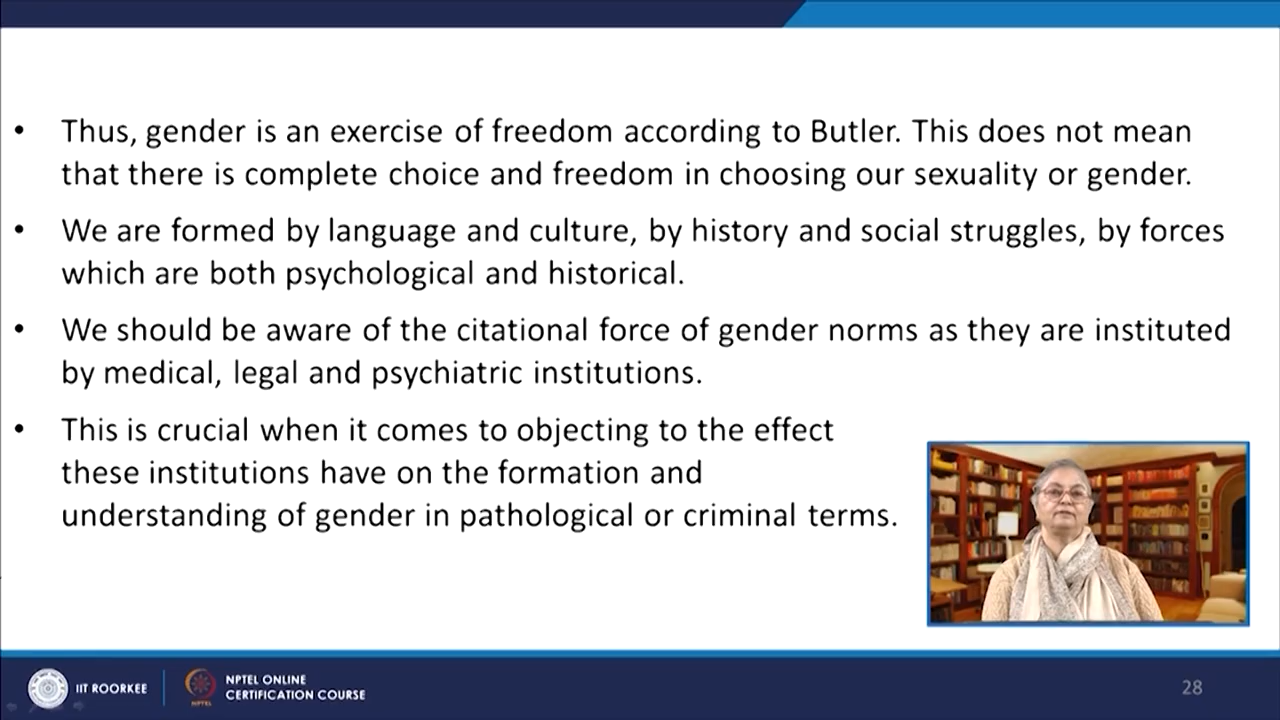 • Thus, gender is an exercise of freedom according to Butler. This does not mean
that there is complete choice and freedom in choosing our sexuality or gender.
• We are formed by language and culture, by history and social struggles, by forces
which are both psychological and historical.
• We should be aware of the citational force of gender norms as they are instituted
by medical, legal and psychiatric institutions.
• This is crucial when it comes to objecting to the effect
these institutions have on the formation and
understanding of gender in pathological or criminal terms.
IIT ROORKEE
NPTEL
NPTEL ONLINE
CERTIFICATION COURSE
28